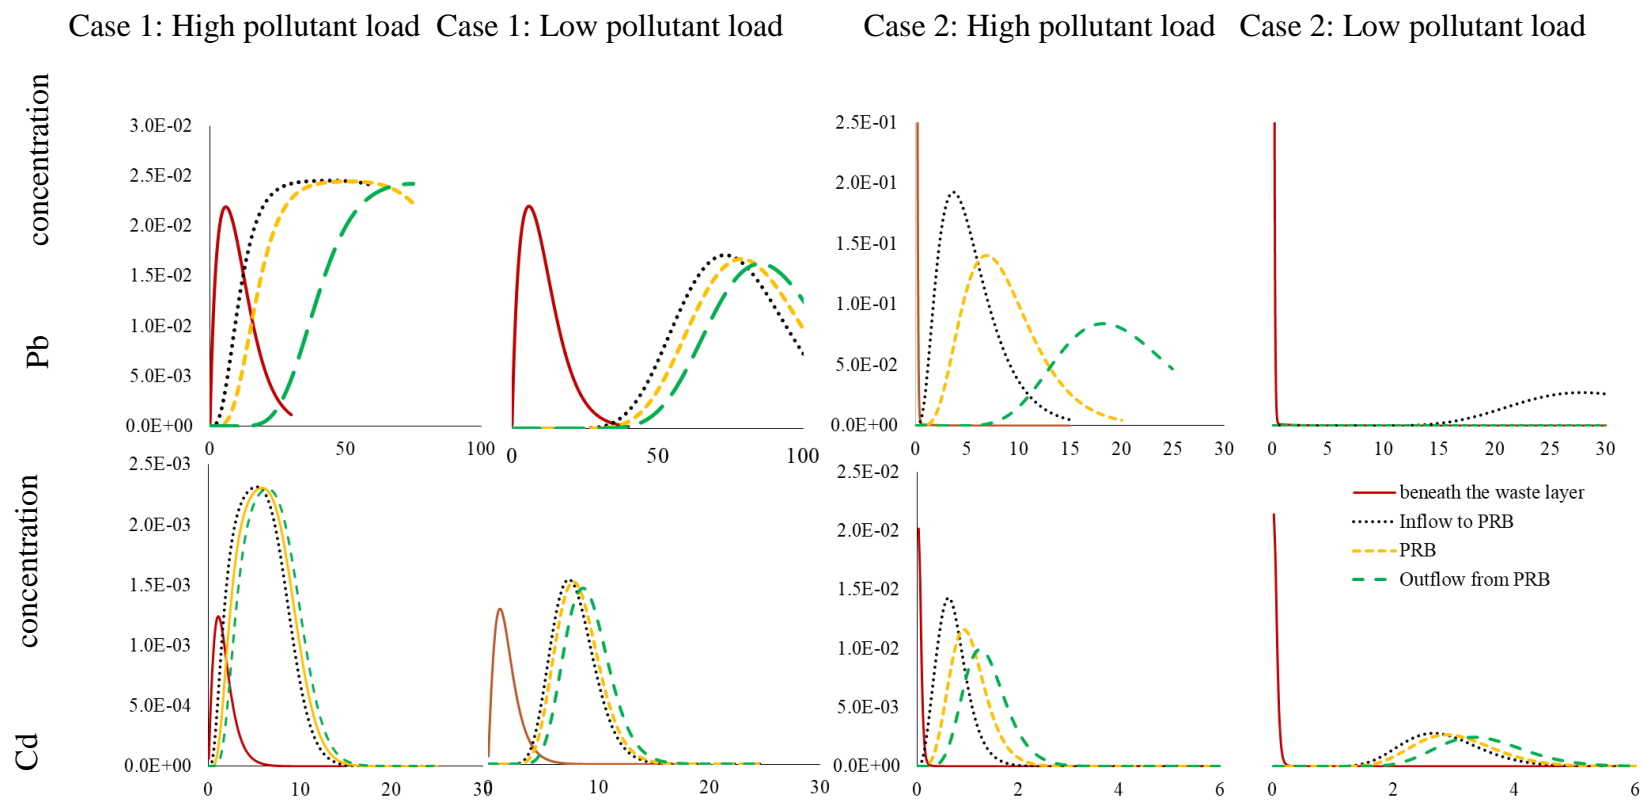 Case 1: High pollutant load Case 1: Low pollutant load Case 2: High pollutant load Case 2: Low pollutant load
Pb concentration
3.0E-02
2.5E-02
2.0E-02
1.5E-02
1.0E-02
5.0E-03
0.0E+00
0 50 100
0 50 100
2.5E-01
2.0E-01
1.5E-01
1.0E-01
5.0E-02
0.0E+00
0 5 10 15 20 25 30
0 5 10 15 20 25 30
Cd concentration
2.5E-03
2.0E-03
1.5E-03
1.0E-03
5.0E-04
0.0E+00
0 10 20 30
0 10 20 30
2.5E-02
2.0E-02
1.5E-02
1.0E-02
5.0E-03
0.0E+00
0 2 4 6
beneath the waste layer
Inflow to PRB
PRB
Outflow from PRB
0 2 4 6